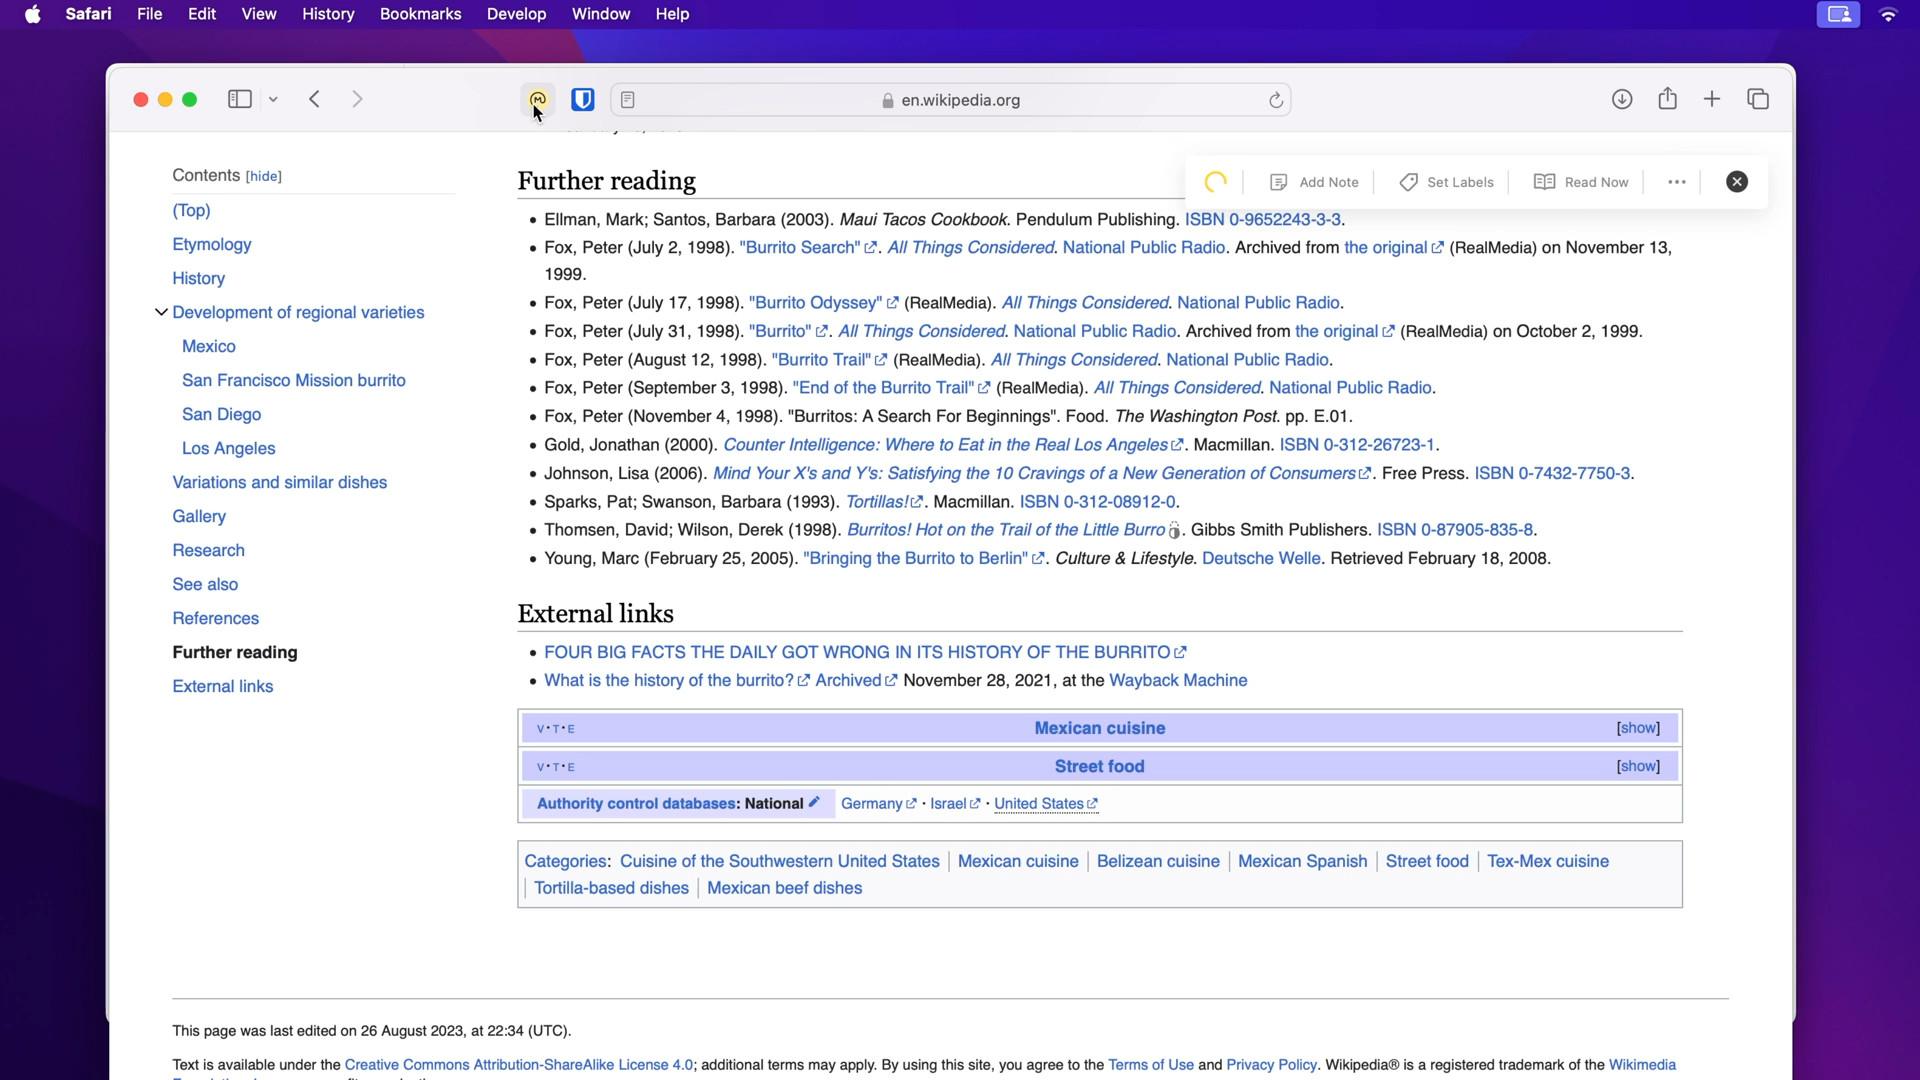 Safari File Edit View History Bookmarks Develop Window Help
en.wikipedia.org
Contents [hide]
(Top)
Etymology
History
Development of regional varieties
Mexico
San Francisco Mission burrito
San Diego
Los Angeles
Variations and similar dishes
Gallery
Research
See also
References
Further reading
External links
Add Note Set Labels Read Now
Further reading
• Ellman, Mark; Santos, Barbara (2003). Maui Tacos Cookbook. Pendulum Publishing. ISBN 0-9652243-3-3.
• Fox, Peter (July 2, 1998). "Burrito Search". All Things Considered. National Public Radio. Archived from the original (RealMedia) on November 13,
1999.
• Fox, Peter (July 17, 1998). "Burrito Odyssey" (RealMedia). All Things Considered. National Public Radio.
• Fox, Peter (July 31, 1998). "Burrito". All Things Considered. National Public Radio. Archived from the original (RealMedia) on October 2, 1999.
• Fox, Peter (August 12, 1998). "Burrito Trail" (RealMedia). All Things Considered. National Public Radio.
• Fox, Peter (September 3, 1998). "End of the Burrito Trail" (RealMedia). All Things Considered. National Public Radio.
• Fox, Peter (November 4, 1998). "Burritos: A Search For Beginnings". Food. The Washington Post. pp. E.01.
• Gold, Jonathan (2000). Counter Intelligence: Where to Eat in the Real Los Angeles. Macmillan. ISBN 0-312-26723-1.
• Johnson, Lisa (2006). Mind Your X's and Y's: Satisfying the 10 Cravings of a New Generation of Consumers. Free Press. ISBN 0-7432-7750-3.
• Sparks, Pat; Swanson, Barbara (1993). Tortillas!. Macmillan. ISBN 0-312-08912-0.
• Thomsen, David; Wilson, Derek (1998). Burritos! Hot on the Trail of the Little Burro. Gibbs Smith Publishers. ISBN 0-87905-835-8.
• Young, Marc (February 25, 2005). "Bringing the Burrito to Berlin". Culture & Lifestyle. Deutsche Welle. Retrieved February 18, 2008.
External links
• FOUR BIG FACTS THE DAILY GOT WRONG IN ITS HISTORY OF THE BURRITO
• What is the history of the burrito? Archived November 28, 2021, at the Wayback Machine
V•T•E Mexican cuisine [show]
V•T•E Street food [show]
Authority control databases: National Germany • Israel • United States
Categories: Cuisine of the Southwestern United States | Mexican cuisine | Belizean cuisine | Mexican Spanish | Street food | Tex-Mex cuisine
| Tortilla-based dishes | Mexican beef dishes
This page was last edited on 26 August 2023, at 22:34 (UTC).
Text is available under the Creative Commons Attribution-ShareAlike License 4.0; additional terms may apply. By using this site, you agree to the Terms of Use and Privacy Policy. Wikipedia® is a registered trademark of the Wikimedia